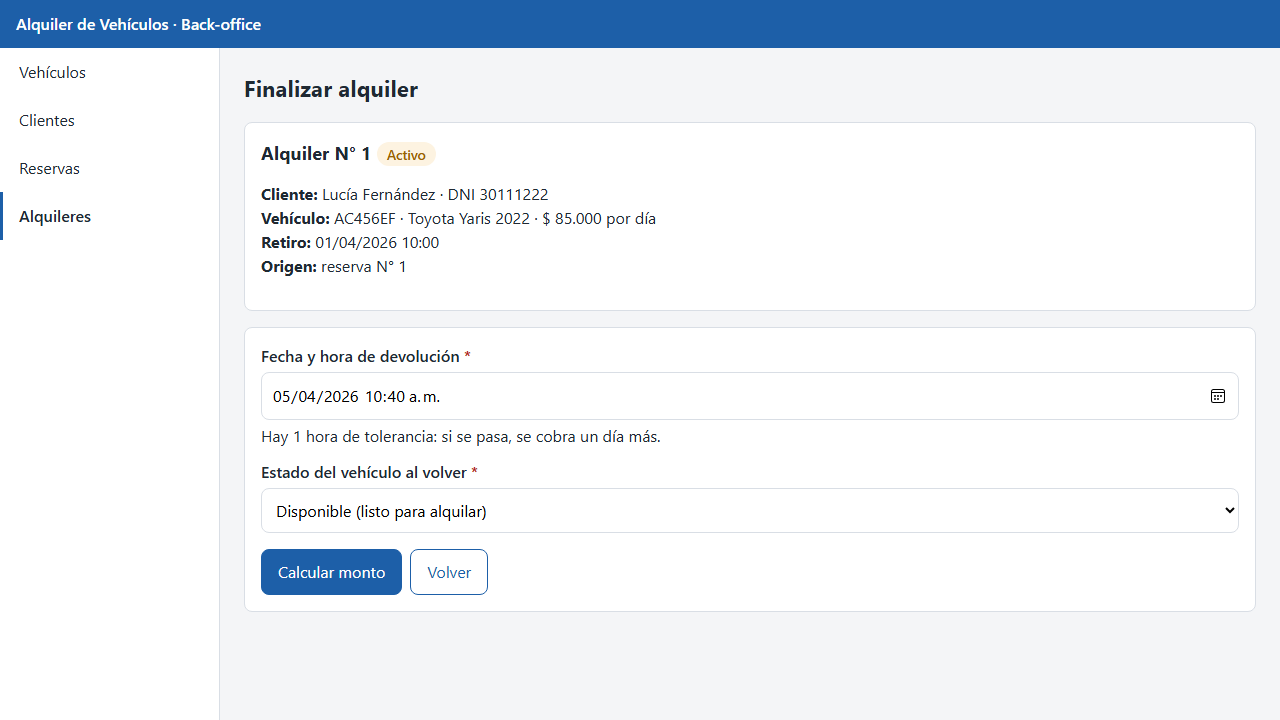 Alquiler de Vehículos · Back-office
Vehículos
Clientes
Reservas
Alquileres
Finalizar alquiler
Alquiler N° 1 Activo
Cliente: Lucía Fernández · DNI 30111222
Vehículo: AC456EF · Toyota Yaris 2022 · $ 85.000 por día
Retiro: 01/04/2026 10:00
Origen: reserva N° 1
Fecha y hora de devolución *
05/04/2026 10:40 a. m.
Hay 1 hora de tolerancia: si se pasa, se cobra un día más.
Estado del vehículo al volver *
Disponible (listo para alquilar)
Calcular monto Volver